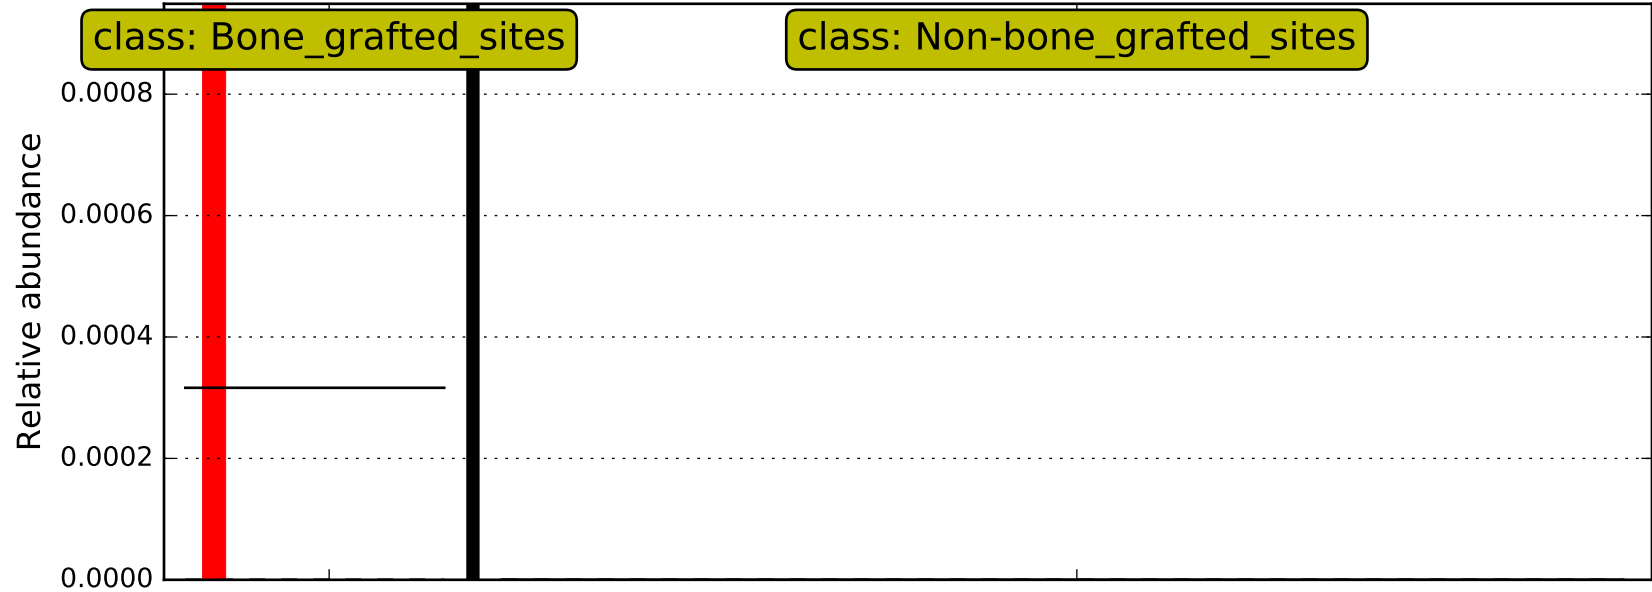 class: Bone_grafted_sites
class: Non-bone_grafted_sites
0.0008
0.0006
0.0004
0.0002
0.0000
Relative abundance